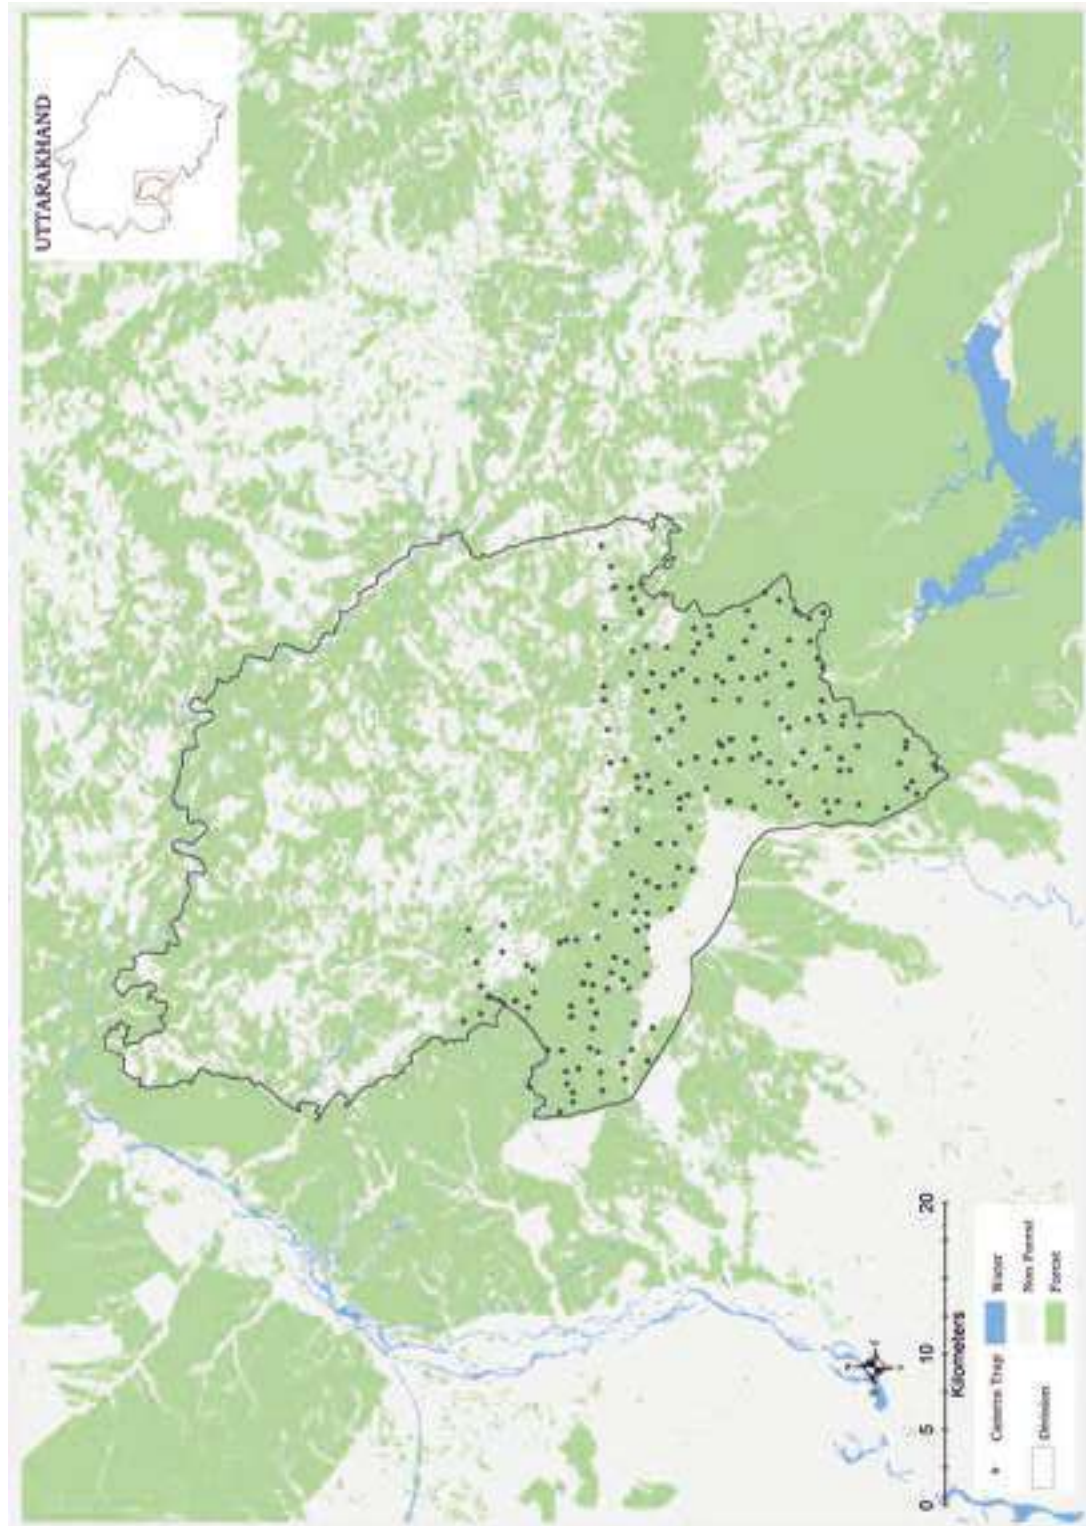 UTTARAKHAND
0 5 10 20
Kilometers
Camera Trap
Water
Division
Non Forest
Forest